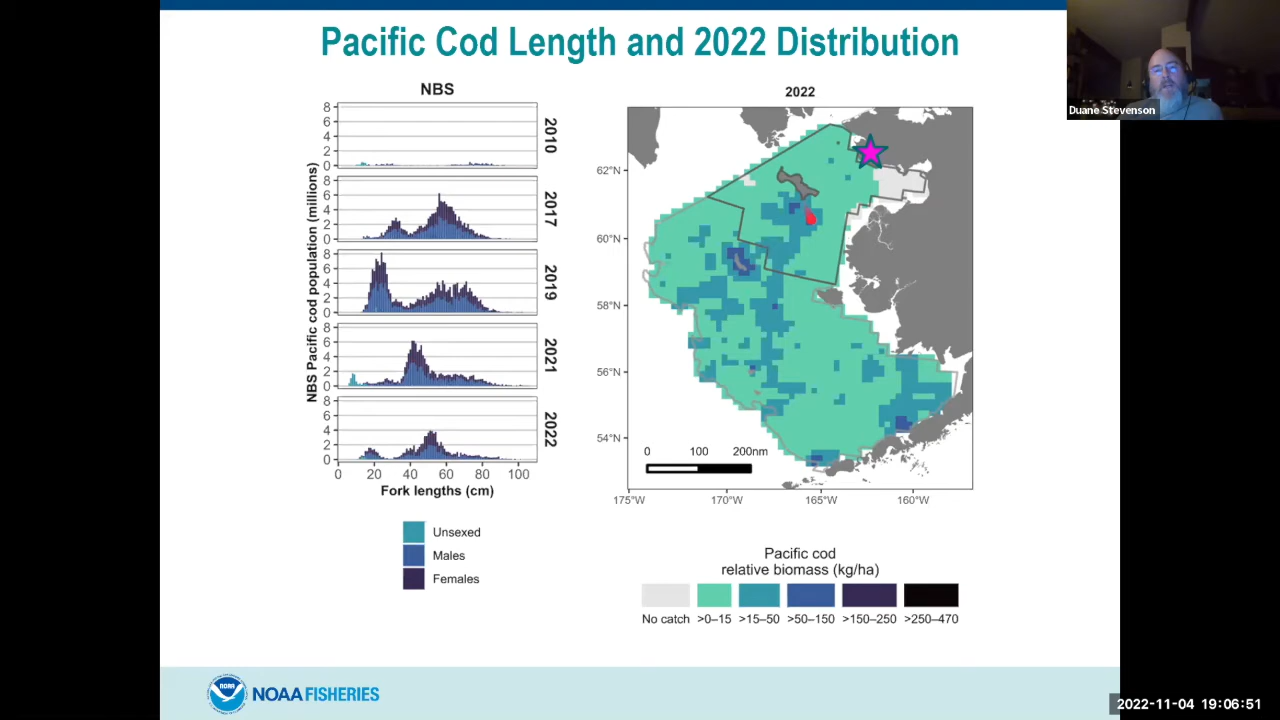 Pacific Cod Length and 2022 Distribution
Duane Stevenson
NBS
NBS Pacific cod population (millions)
8
6
4
2
0
2010
8
6
4
2
0
2017
8
6
4
2
0
2019
8
6
4
2
0
2021
8
6
4
2
0
2022
0 20 40 60 80 100
Fork lengths (cm)
Unsexed
Males
Females
2022
62°N
60°N
58°N
56°N
54°N
0 100 200nm
175°W 170°W 165°W 160°W
Pacific cod
relative biomass (kg/ha)
No catch >0–15 >15–50 >50–150 >150–250 >250–470
NOAA
NOAA FISHERIES
2022-11-04 19:06:51